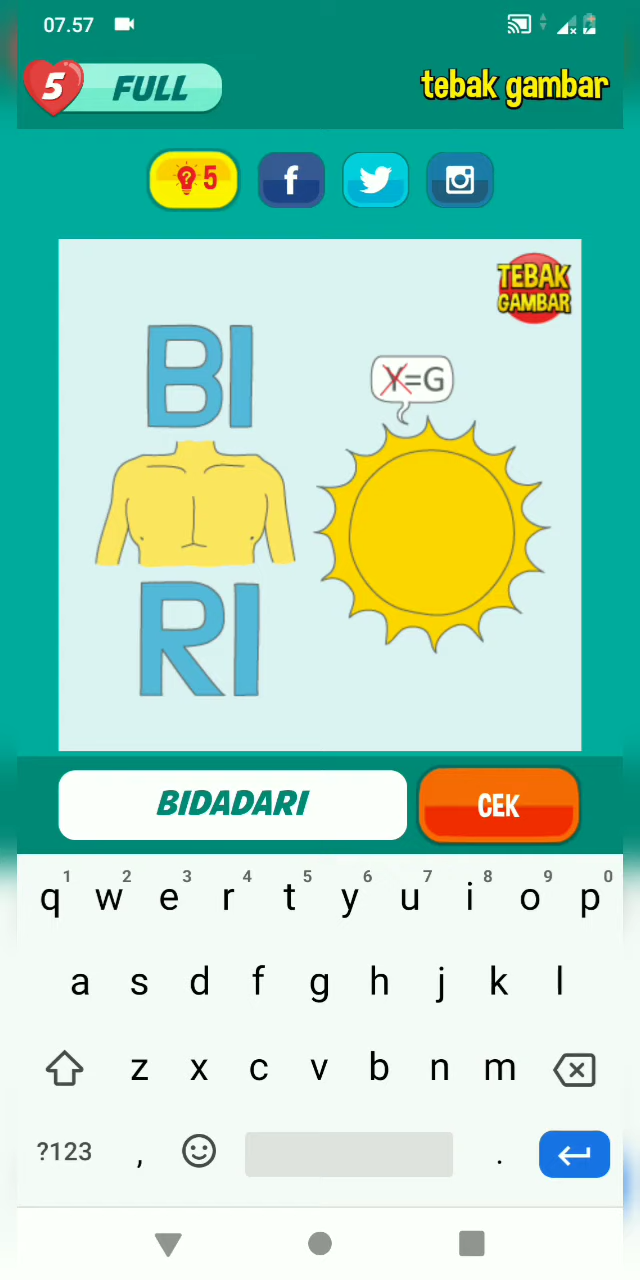 07.57
5 FULL
tebak gambar
5
f
TEBAK
GAMBAR
BI
Y=G
RI
BIDADARI
CEK
1 2 3 4 5 6 7 8 9 0
q w e r t y u i o p
a s d f g h j k l
z x c v b n m
?123 , .